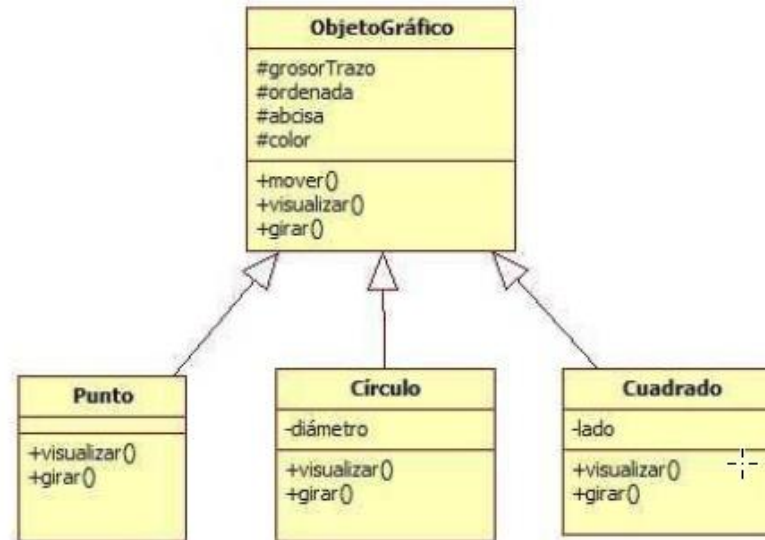 ObjetoGráfico
#grosorTrazo
#ordenada
#abcisa
#color
+mover()
+visualizar()
+girar()
Punto
+visualizar()
+girar()
Círculo
-diámetro
+visualizar()
+girar()
Cuadrado
-lado
+visualizar()
+girar()